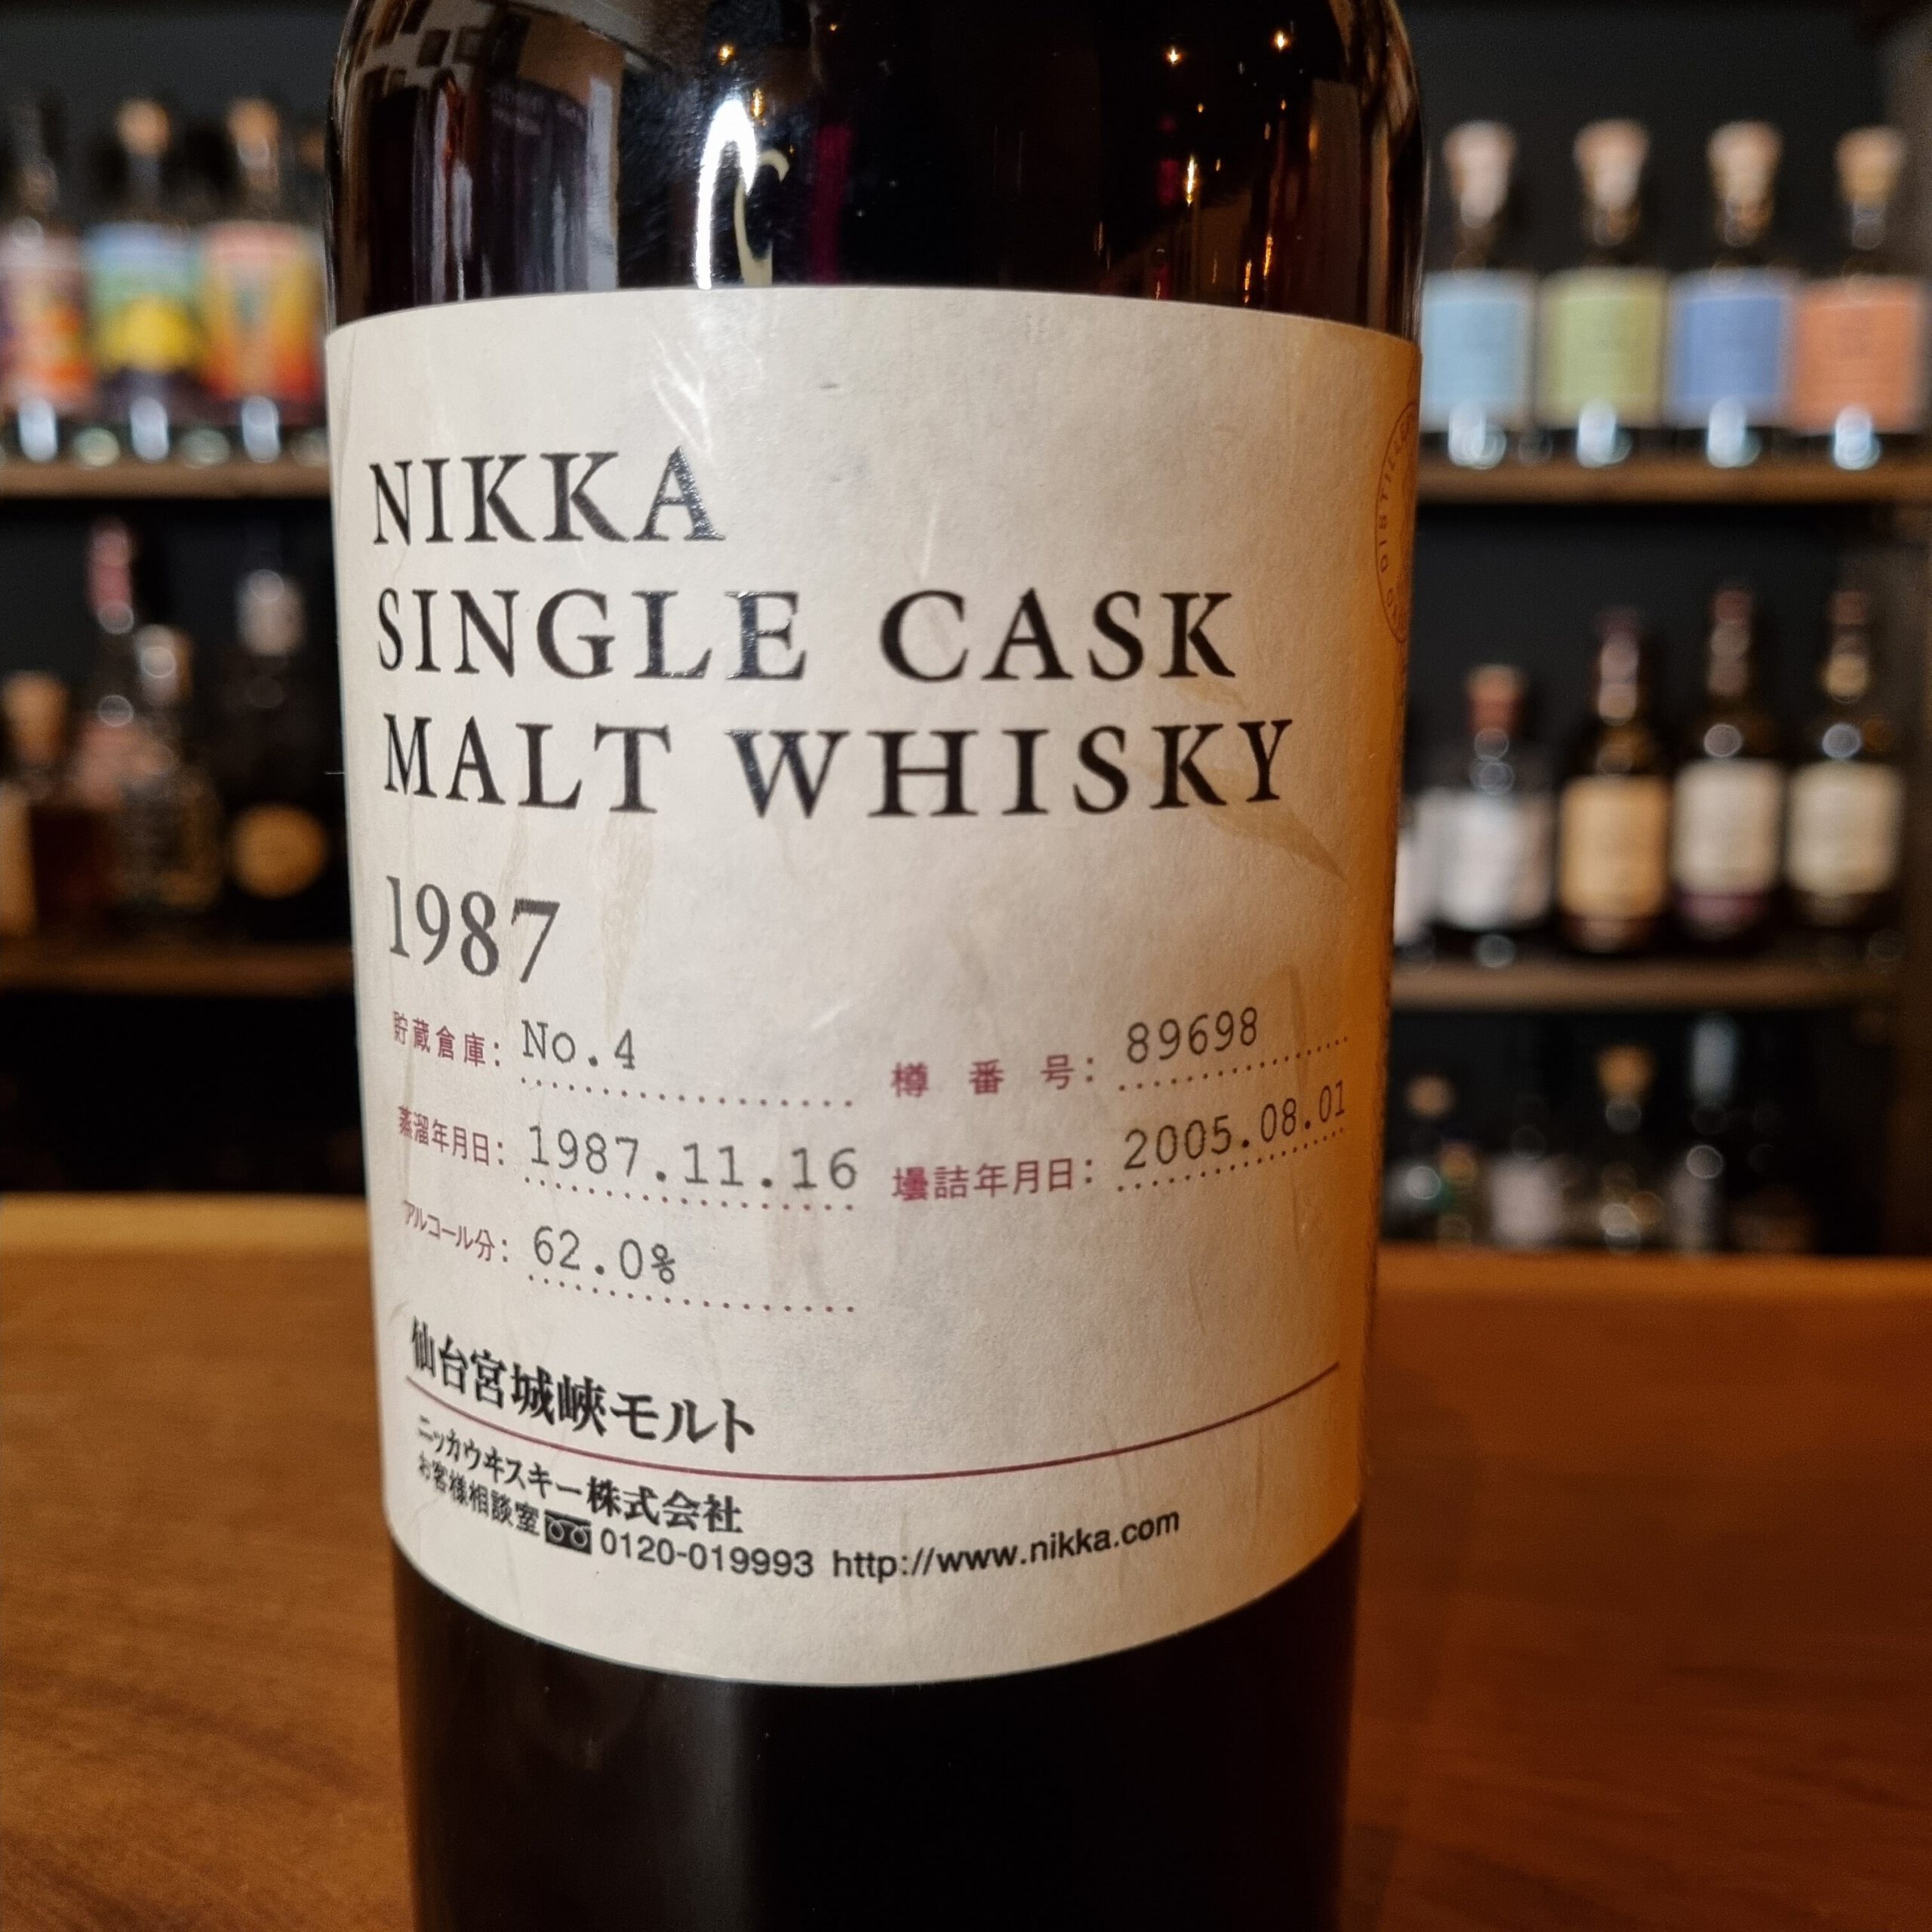 NIKKA
SINGLE CASK
MALT WHISKY
1987
貯蔵倉庫: No.4
樽番号: 89698
蒸溜年月日: 1987.11.16
壜詰年月日: 2005.08.01
アルコール分: 62.0%
仙台宮城峡モルト
ニッカウヰスキー株式会社
お客様相談室 0120-019993 http://www.nikka.com